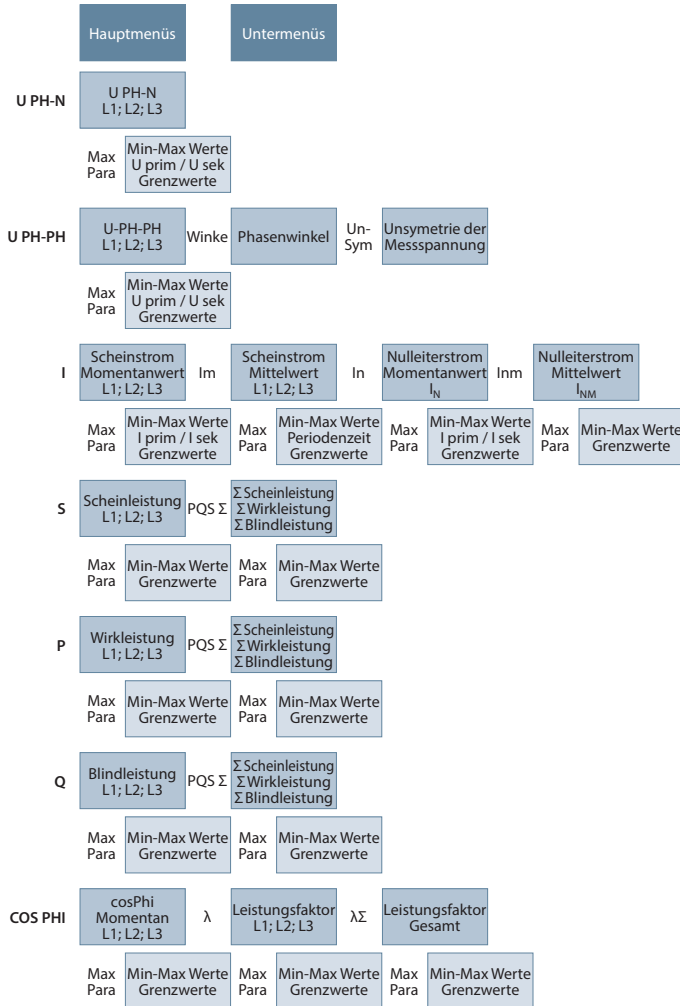 Hauptmenüs Untermenüs
U PH-N
U PH-N
L1; L2; L3
Max
Para
Min-Max Werte
U prim / U sek
Grenzwerte
U PH-PH
U-PH-PH
L1; L2; L3
Winke
Phasenwinkel
Un-
Sym
Unsymetrie der
Messspannung
Max
Para
Min-Max Werte
U prim / U sek
Grenzwerte
I
Scheinstrom
Momentanwert
L1; L2; L3
Im
Scheinstrom
Mittelwert
L1; L2; L3
In
Nulleiterstrom
Momentanwert
I_N
Inm
Nulleiterstrom
Mittelwert
I_NM
Max
Para
Min-Max Werte
I prim / I sek
Grenzwerte
Max
Para
Min-Max Werte
Periodenzeit
Grenzwerte
Max
Para
Min-Max Werte
I prim / I sek
Grenzwerte
Max
Para
Min-Max Werte
Grenzwerte
S
Scheinleistung
L1; L2; L3
PQS Σ
Σ Scheinleistung
Σ Wirkleistung
Σ Blindleistung
Max
Para
Min-Max Werte
Grenzwerte
Max
Para
Min-Max Werte
Grenzwerte
P
Wirkleistung
L1; L2; L3
PQS Σ
Σ Scheinleistung
Σ Wirkleistung
Σ Blindleistung
Max
Para
Min-Max Werte
Grenzwerte
Max
Para
Min-Max Werte
Grenzwerte
Q
Blindleistung
L1; L2; L3
PQS Σ
Σ Scheinleistung
Σ Wirkleistung
Σ Blindleistung
Max
Para
Min-Max Werte
Grenzwerte
Max
Para
Min-Max Werte
Grenzwerte
COS PHI
cosPhi
Momentan
L1; L2; L3
λ
Leistungsfaktor
L1; L2; L3
λΣ
Leistungsfaktor
Gesamt
Max
Para
Min-Max Werte
Grenzwerte
Max
Para
Min-Max Werte
Grenzwerte
Max
Para
Min-Max Werte
Grenzwerte